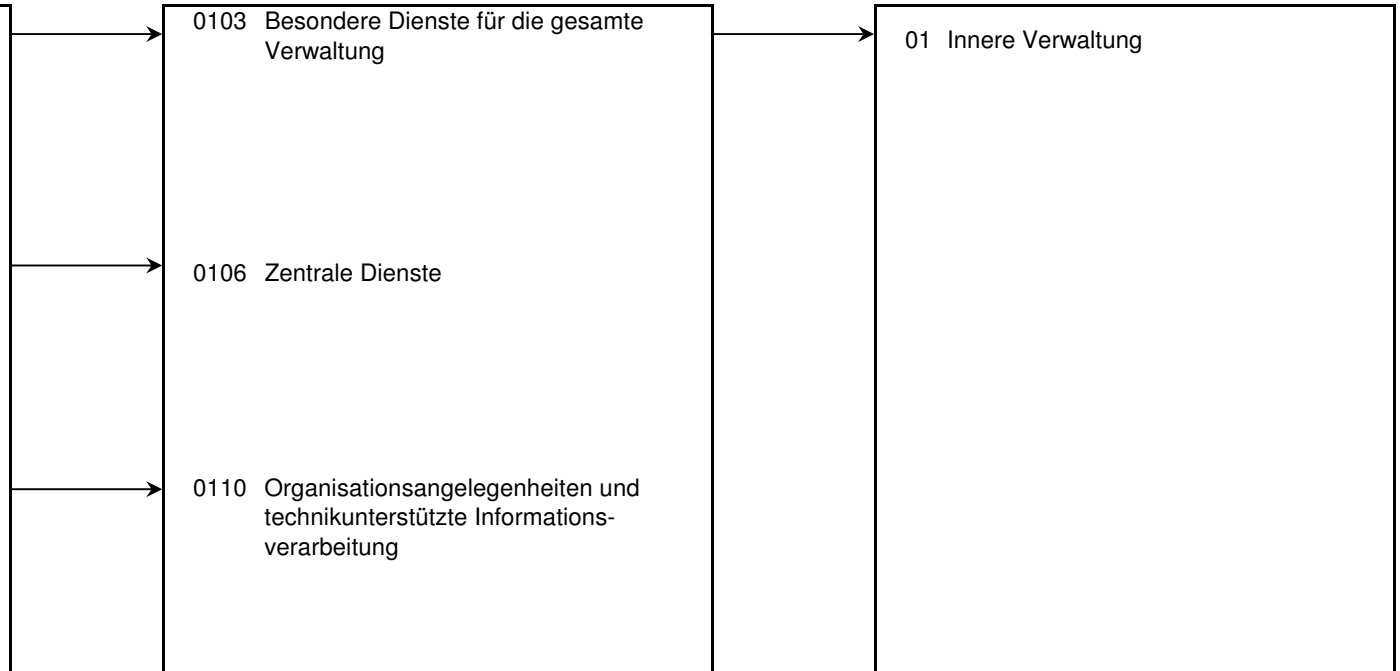 0103 Besondere Dienste für die gesamte
Verwaltung
01 Innere Verwaltung
0106 Zentrale Dienste
0110 Organisationsangelegenheiten und
technikunterstützte Informations-
verarbeitung